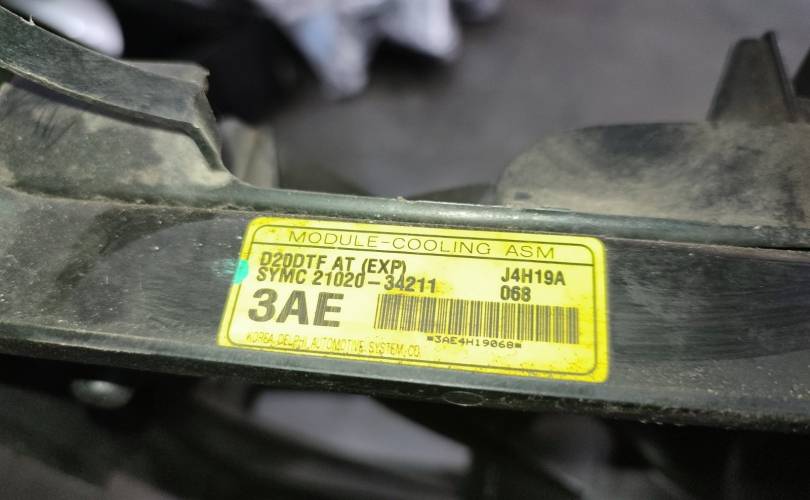 MODULE-COOLING ASM
D20DTF AT (EXP)
J4H19A
SYMC 21020-34211
068
3AE
*3AE4H19068*
KOREA DELPHI AUTOMOTIVE SYSTEM CO.